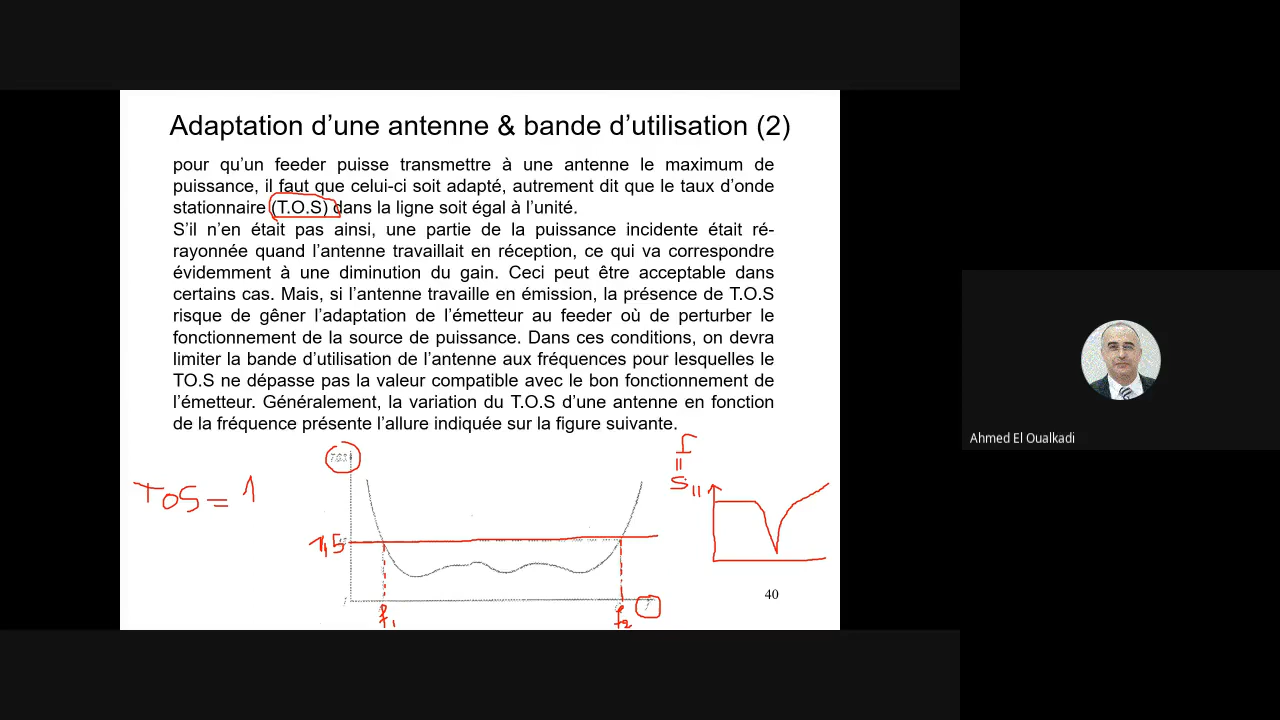 Adaptation d’une antenne & bande d’utilisation (2)
pour qu’un feeder puisse transmettre à une antenne le maximum de
puissance, il faut que celui-ci soit adapté, autrement dit que le taux d’onde
stationnaire (T.O.S) dans la ligne soit égal à l’unité.
S’il n’en était pas ainsi, une partie de la puissance incidente était ré-
rayonnée quand l’antenne travaillait en réception, ce qui va correspondre
évidemment à une diminution du gain. Ceci peut être acceptable dans
certains cas. Mais, si l’antenne travaille en émission, la présence de T.O.S
risque de gêner l’adaptation de l’émetteur au feeder où de perturber le
fonctionnement de la source de puissance. Dans ces conditions, on devra
limiter la bande d’utilisation de l’antenne aux fréquences pour lesquelles le
TO.S ne dépasse pas la valeur compatible avec le bon fonctionnement de
l’émetteur. Généralement, la variation du T.O.S d’une antenne en fonction
de la fréquence présente l’allure indiquée sur la figure suivante.
T.O.S
TOS = 1
1,5
f1
f2
Γ
=
S11
40
Ahmed El Oualkadi